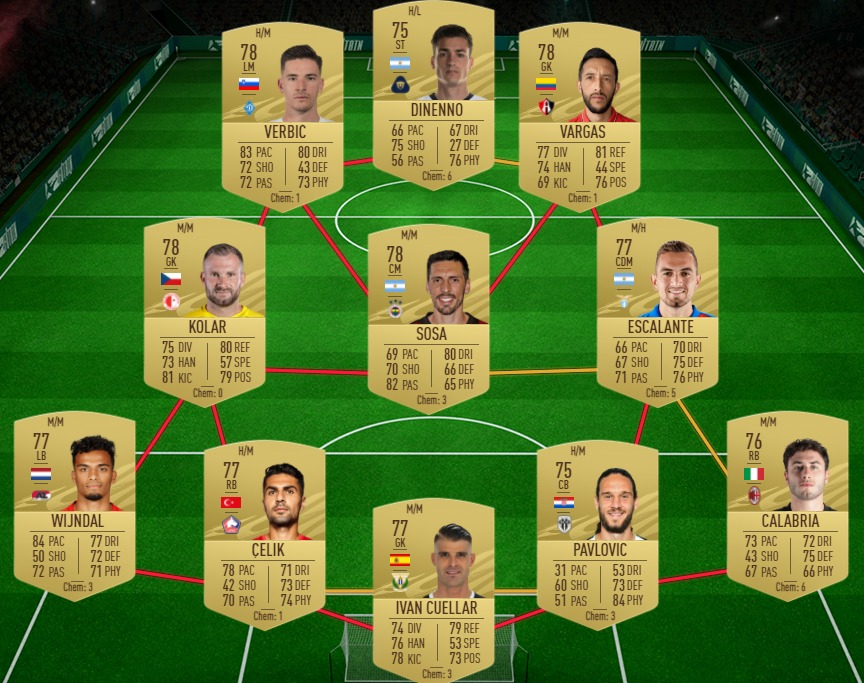 H/M
78
LM
VERBIC
83 PAC 80 DRI
72 SHO 43 DEF
72 PAS 73 PHY
Chem: 1
H/L
75
ST
DINENNO
66 PAC 67 DRI
75 SHO 27 DEF
56 PAS 76 PHY
Chem: 6
M/M
78
GK
VARGAS
77 DIV 81 REF
74 HAN 44 SPE
69 KIC 76 POS
Chem: 1
M/M
78
GK
KOLAR
75 DIV 80 REF
73 HAN 57 SPE
81 KIC 79 POS
Chem: 0
M/M
78
CM
SOSA
69 PAC 80 DRI
70 SHO 66 DEF
82 PAS 65 PHY
Chem: 3
M/H
77
CDM
ESCALANTE
66 PAC 70 DRI
67 SHO 75 DEF
71 PAS 76 PHY
Chem: 5
M/M
77
LB
WIJNDAL
84 PAC 77 DRI
50 SHO 72 DEF
72 PAS 71 PHY
Chem: 3
H/M
77
RB
ÇELIK
78 PAC 71 DRI
42 SHO 73 DEF
70 PAS 74 PHY
Chem: 1
M/M
77
GK
IVAN CUELLAR
74 DIV 79 REF
76 HAN 53 SPE
78 KIC 73 POS
Chem: 3
H/M
75
CB
PAVLOVIC
31 PAC 53 DRI
60 SHO 73 DEF
51 PAS 84 PHY
Chem: 3
M/M
76
RB
CALABRIA
73 PAC 72 DRI
43 SHO 75 DEF
67 PAS 66 PHY
Chem: 6